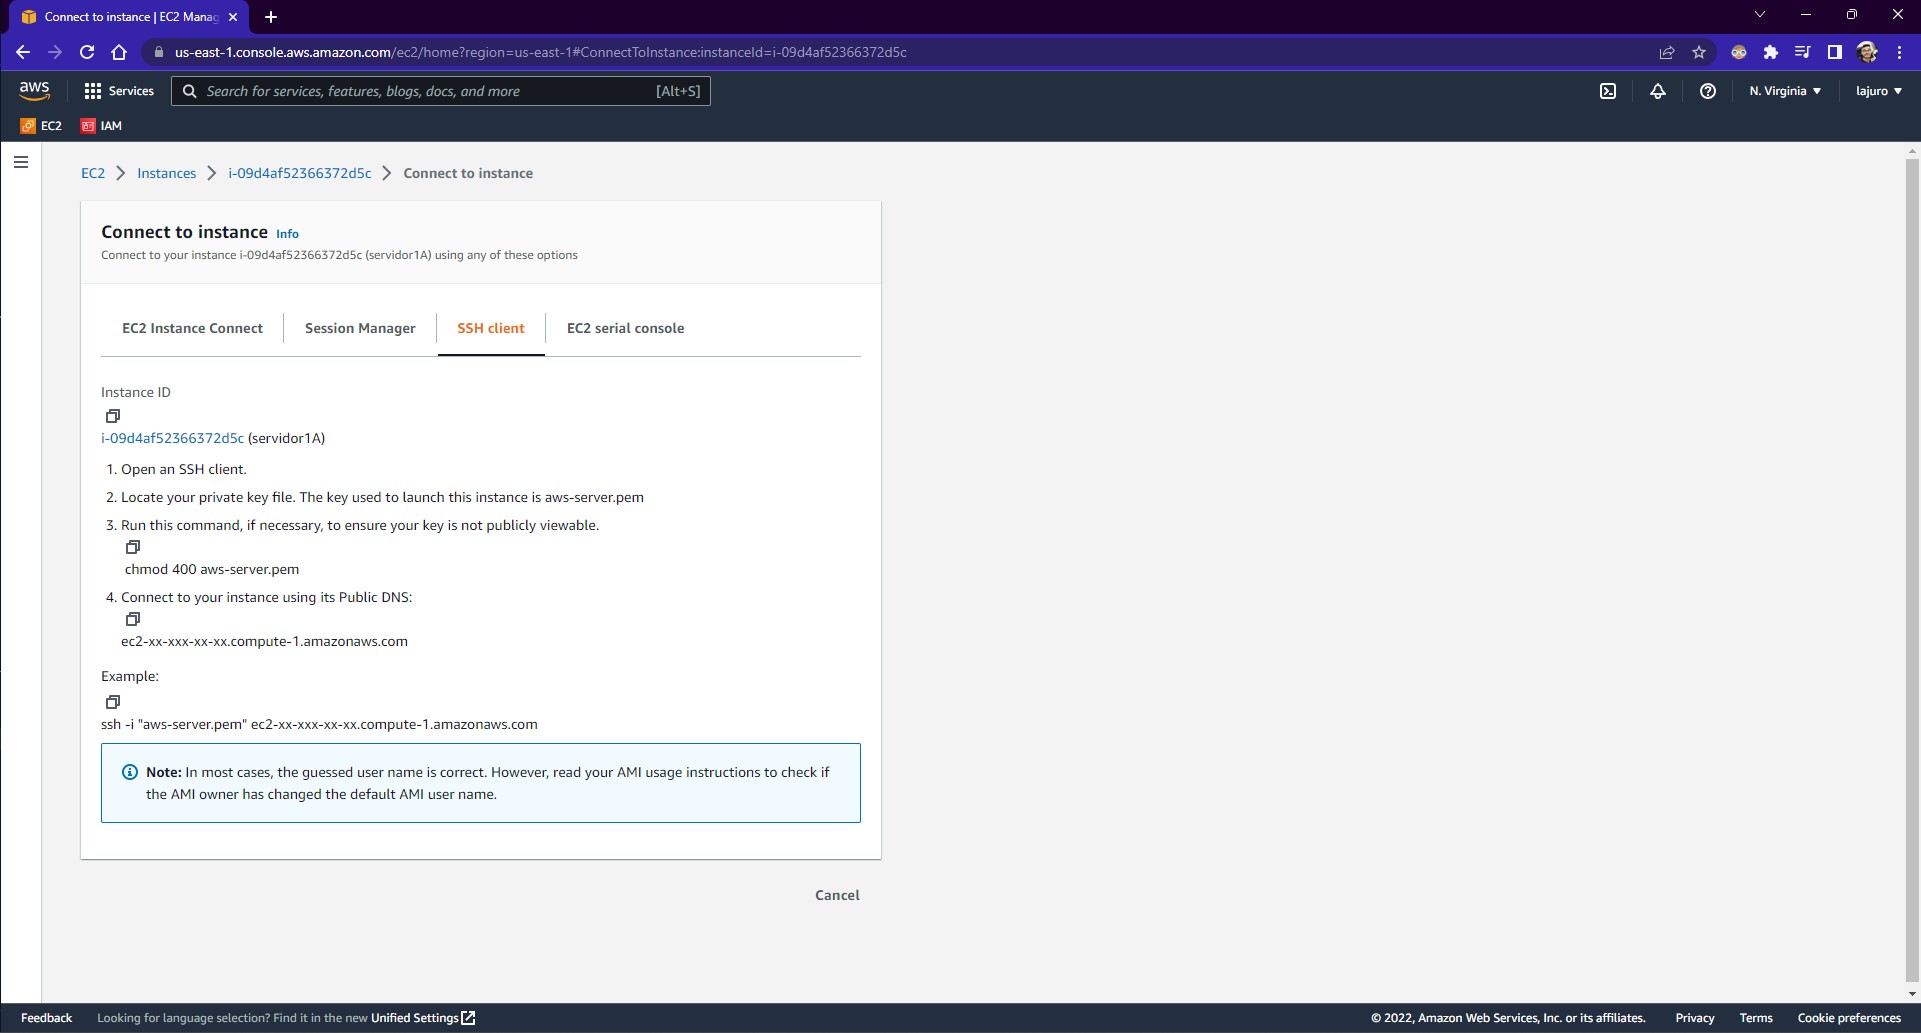 Connect to instance | EC2 Manag
us-east-1.console.aws.amazon.com/ec2/home?region=us-east-1#ConnectToInstance:instanceId=i-09d4af52366372d5c
aws
Services
Search for services, features, blogs, docs, and more
[Alt+S]
N. Virginia
lajuro
EC2
IAM
EC2
Instances
i-09d4af52366372d5c
Connect to instance
Connect to instance Info
Connect to your instance i-09d4af52366372d5c (servidor1A) using any of these options
EC2 Instance Connect
Session Manager
SSH client
EC2 serial console
Instance ID
i-09d4af52366372d5c (servidor1A)
1. Open an SSH client.
2. Locate your private key file. The key used to launch this instance is aws-server.pem
3. Run this command, if necessary, to ensure your key is not publicly viewable.
chmod 400 aws-server.pem
4. Connect to your instance using its Public DNS:
ec2-xx-xxx-xx-xx.compute-1.amazonaws.com
Example:
ssh -i "aws-server.pem" ec2-xx-xxx-xx-xx.compute-1.amazonaws.com
Note: In most cases, the guessed user name is correct. However, read your AMI usage instructions to check if
the AMI owner has changed the default AMI user name.
Cancel
Feedback
Looking for language selection? Find it in the new Unified Settings
© 2022, Amazon Web Services, Inc. or its affiliates.
Privacy
Terms
Cookie preferences